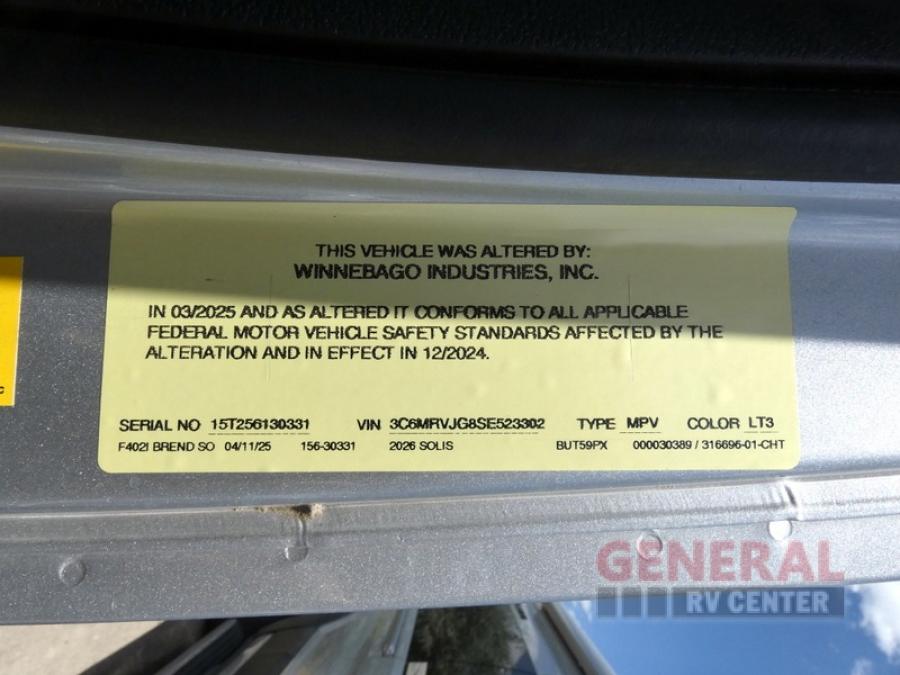 THIS VEHICLE WAS ALTERED BY:
WINNEBAGO INDUSTRIES, INC.
IN 03/2025 AND AS ALTERED IT CONFORMS TO ALL APPLICABLE
FEDERAL MOTOR VEHICLE SAFETY STANDARDS AFFECTED BY THE
ALTERATION AND IN EFFECT IN 12/2024.
SERIAL NO 15T256130331 VIN 3C6MRVJG8SE523302 TYPE MPV COLOR LT3
F402I BREND SO 04/11/25 156-30331 2026 SOLIS BUT59PX 000030389 / 316696-01-CHT
GENERAL
RV CENTER